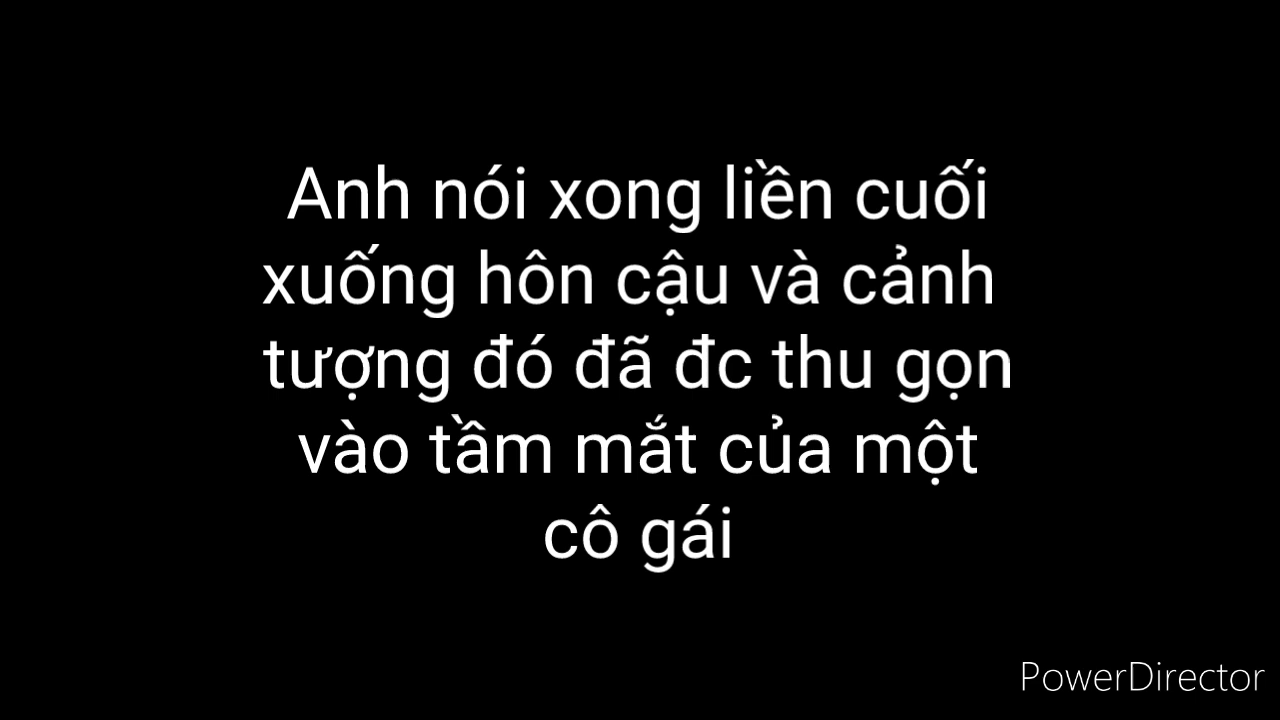 Anh nói xong liền cuối
xuống hôn cậu và cảnh
tượng đó đã đc thu gọn
vào tầm mắt của một
cô gái
PowerDirector